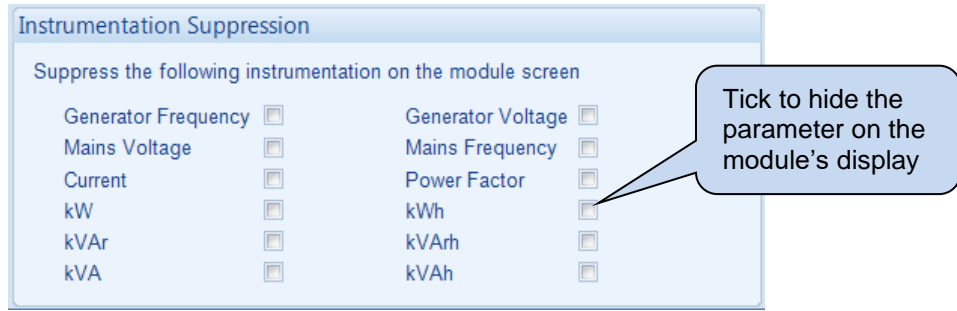 Instrumentation Suppression
Suppress the following instrumentation on the module screen
Generator Frequency
Generator Voltage
Mains Voltage
Mains Frequency
Current
Power Factor
kW
kWh
kVAr
kVArh
kVA
kVAh
Tick to hide the
parameter on the
module's display